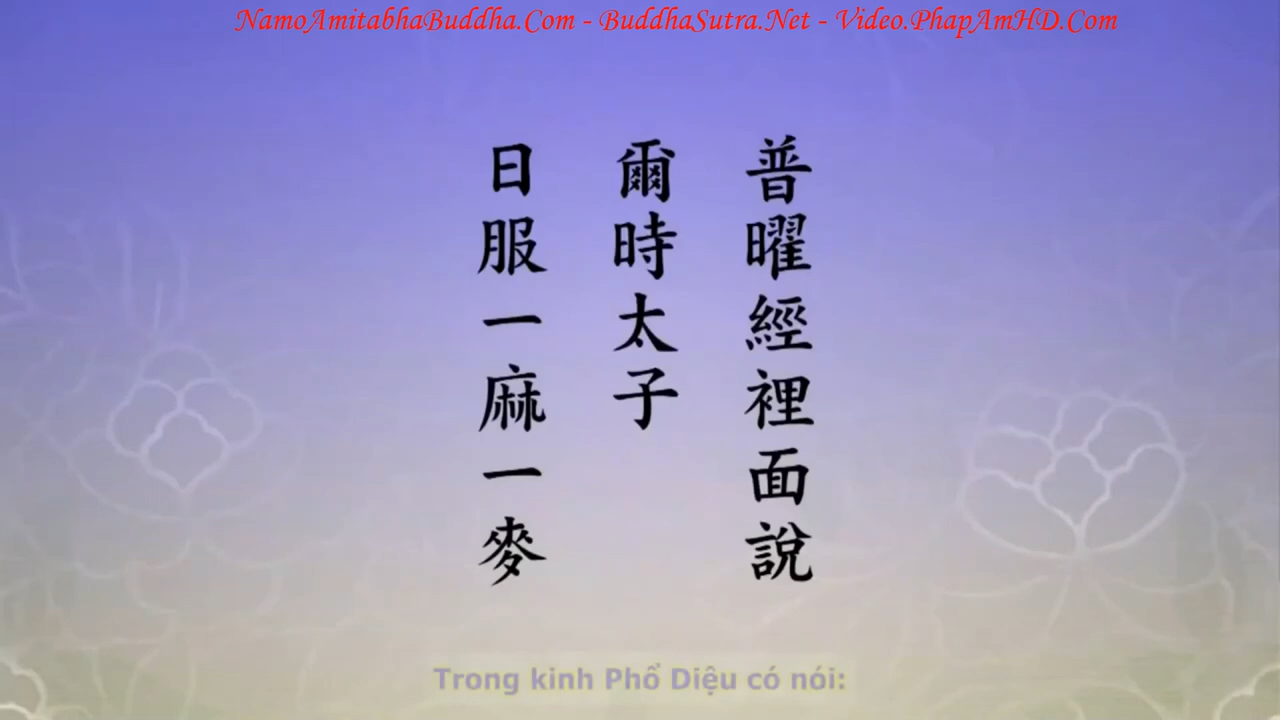 NamoAmitabhaBuddha.Com - BuddhaSutra.Net - Video.PhapAmHD.Com
普曜經裡面說
爾時太子
日服一麻一麥
Trong kinh Phổ Diệu có nói: